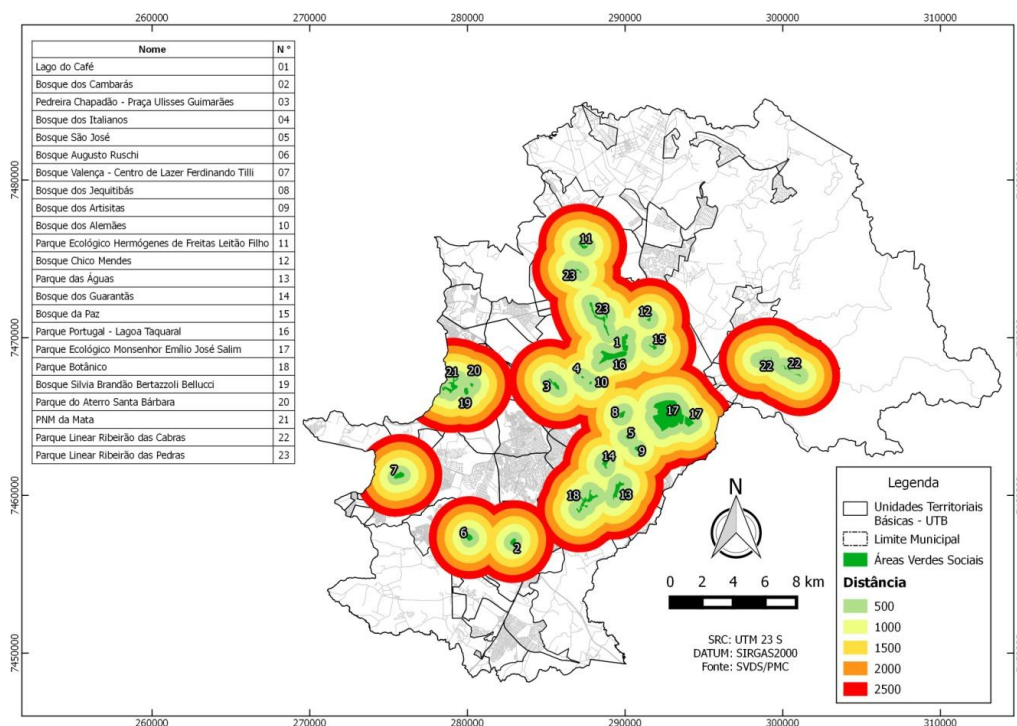 260000 270000 280000 290000 300000 310000
Nome N °
Lago do Café 01
Bosque dos Cambarás 02
Pedreira Chapadão - Praça Ulisses Guimarães 03
Bosque dos Italianos 04
Bosque São José 05
Bosque Augusto Ruschi 06
Bosque Valença - Centro de Lazer Ferdinando Tilli 07
Bosque dos Jequitibás 08
Bosque dos Artisitas 09
Bosque dos Alemães 10
Parque Ecológico Hermógenes de Freitas Leitão Filho 11
Bosque Chico Mendes 12
Parque das Águas 13
Bosque dos Guarantãs 14
Bosque da Paz 15
Parque Portugal - Lagoa Taquaral 16
Parque Ecológico Monsenhor Emílio José Salim 17
Parque Botânico 18
Bosque Silvia Brandão Bertazzoli Bellucci 19
Parque do Aterro Santa Bárbara 20
PNM da Mata 21
Parque Linear Ribeirão das Cabras 22
Parque Linear Ribeirão das Pedras 23
7480000
7470000
7460000
7450000
11
23
23
12
1
15
16
4
3
10
21
20
19
22
22
8
17
17
5
9
14
7
18
13
6
2
N
0 2 4 6 8 km
SRC: UTM 23 S
DATUM: SIRGAS2000
Fonte: SVDS/PMC
Legenda
Unidades Territoriais
Básicas - UTB
Limite Municipal
Áreas Verdes Sociais
Distância
500
1000
1500
2000
2500
260000 270000 280000 290000 300000 310000